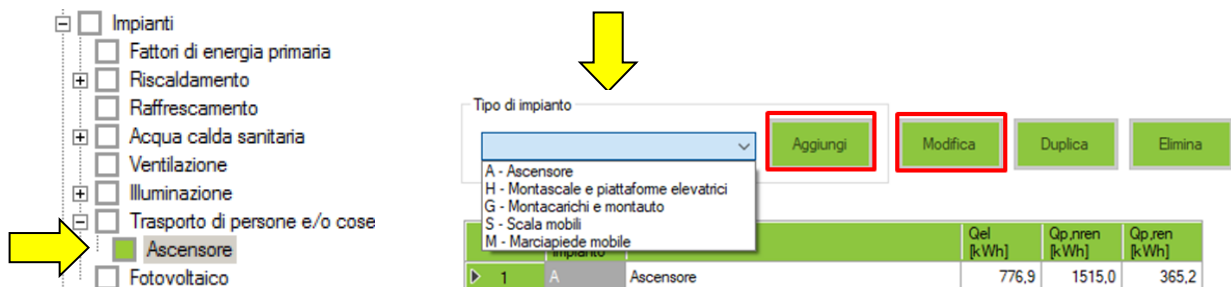 Impianti
Fattori di energia primaria
Riscaldamento
Raffrescamento
Acqua calda sanitaria
Ventilazione
Illuminazione
Trasporto di persone e/o cose
Ascensore
Fotovoltaico
Tipo di impianto
Aggiungi
Modifica
Duplica
Elimina
A - Ascensore
H - Montascale e piattaforme elevatrici
G - Montacarichi e montauto
S - Scala mobili
M - Marciapiede mobile
Impianto
Qel [kWh]
Qp,nren [kWh]
Qp,ren [kWh]
1 A Ascensore 776,9 1515,0 365,2